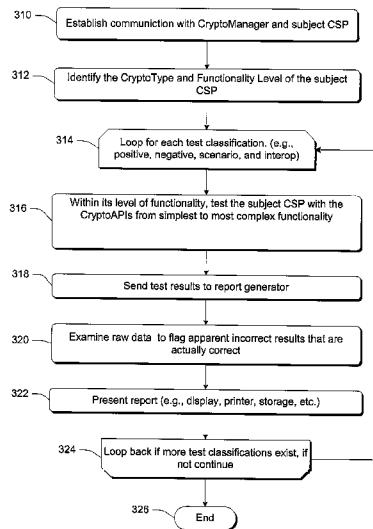 310
Establish communiction with CryptoManager and subject CSP
312
Identify the CryptoType and Functionality Level of the subject
CSP
314
Loop for each test classification. (e.g.,
positive, negative, scenario, and interop)
316
Within its level of functionality, test the subject CSP with the
CryptoAPIs from simplest to most complex functionality
318
Send test results to report generator
320
Examine raw data to flag apparent incorrect results that are
actually correct
322
Present report (e.g., display, printer, storage, etc.)
324
Loop back if more test classifications exist, if
not continue
326
End